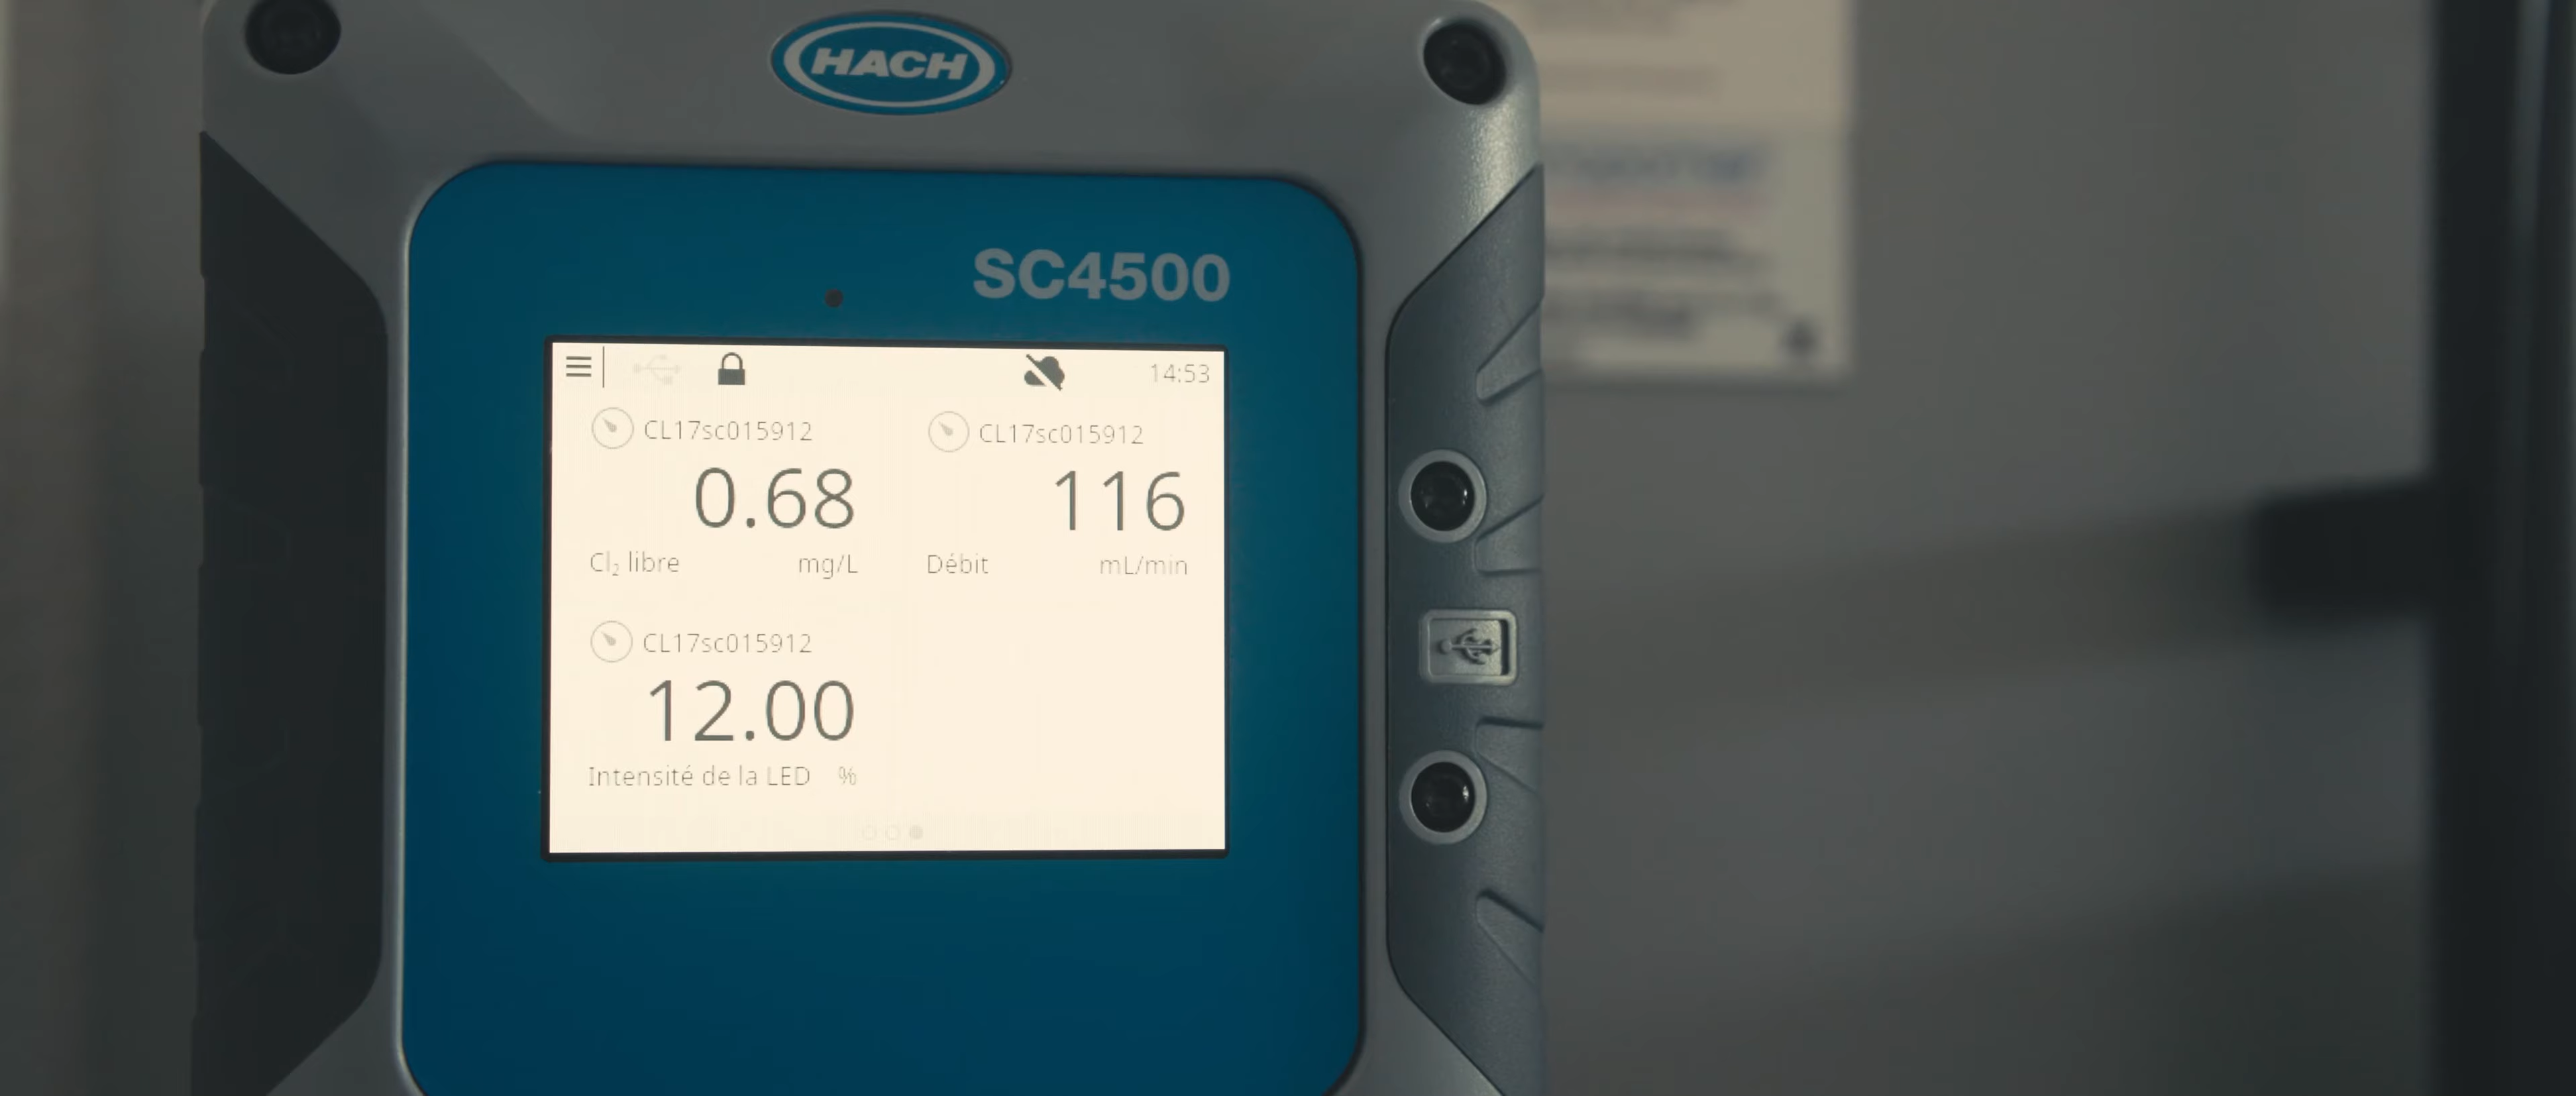 HACH
SC4500
14:53
CL17sc015912
0.68
Cl₂ libre mg/L
CL17sc015912
116
Débit mL/min
CL17sc015912
12.00
Intensité de la LED %